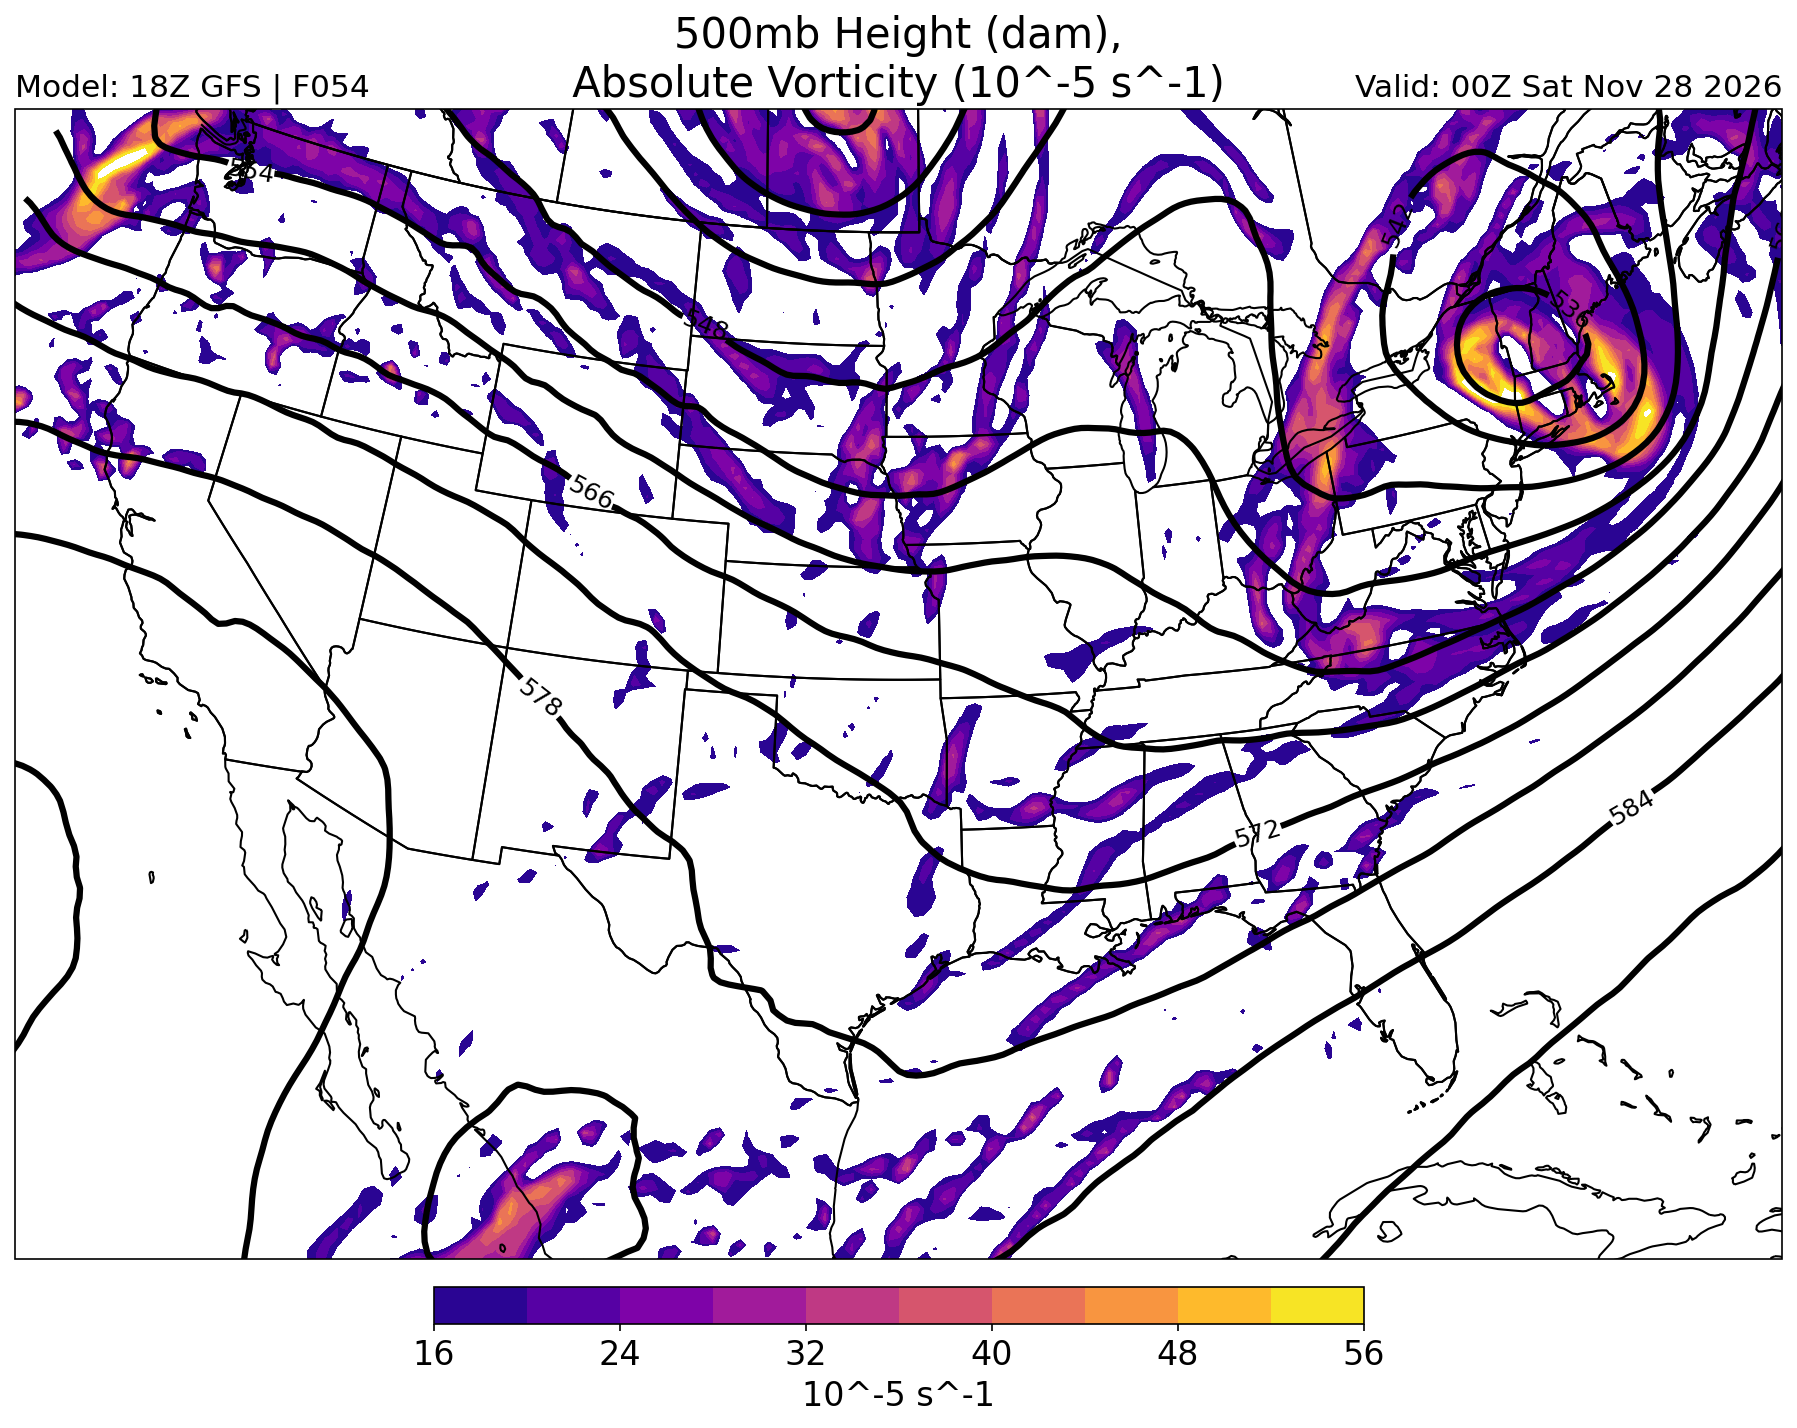 500mb Height (dam),
Absolute Vorticity (10^-5 s^-1)
Model: 18Z GFS | F054
Valid: 00Z Sat Nov 28 2026
542
536
548
566
578
572
584
16 24 32 40 48 56
10^-5 s^-1